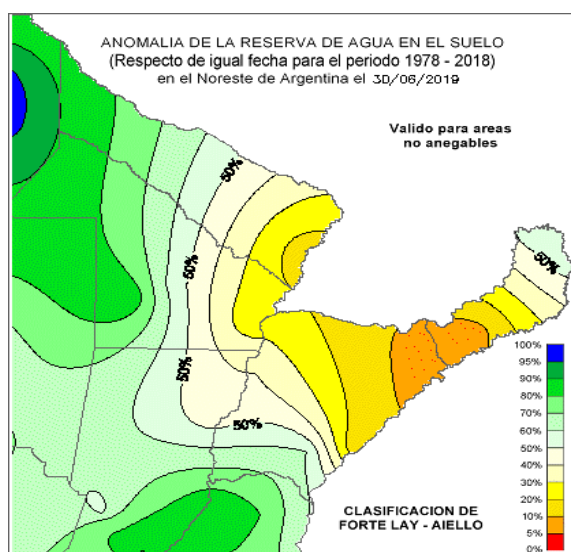 ANOMALIA DE LA RESERVA DE AGUA EN EL SUELO
(Respecto de igual fecha para el periodo 1978 - 2018)
en el Noreste de Argentina el 30/06/2019
Valido para areas
no anegables
50%
50%
50%
50%
50%
100%
95%
90%
80%
70%
60%
50%
40%
30%
20%
10%
5%
0%
CLASIFICACION DE
FORTE LAY - AIELLO